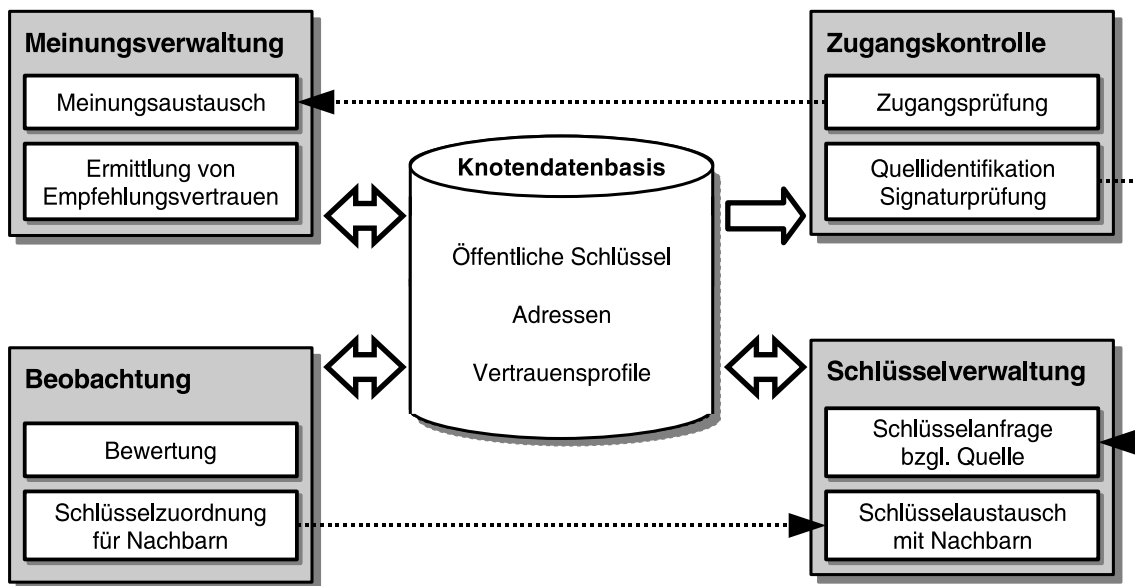 Meinungsverwaltung
Meinungsaustausch
Ermittlung von
Empfehlungsvertrauen
Zugangskontrolle
Zugangsprüfung
Quellidentifikation
Signaturprüfung
Knotendatenbasis
Öffentliche Schlüssel
Adressen
Vertrauensprofile
Beobachtung
Bewertung
Schlüsselzuordnung
für Nachbarn
Schlüsselverwaltung
Schlüsselanfrage
bzgl. Quelle
Schlüsselaustausch
mit Nachbarn